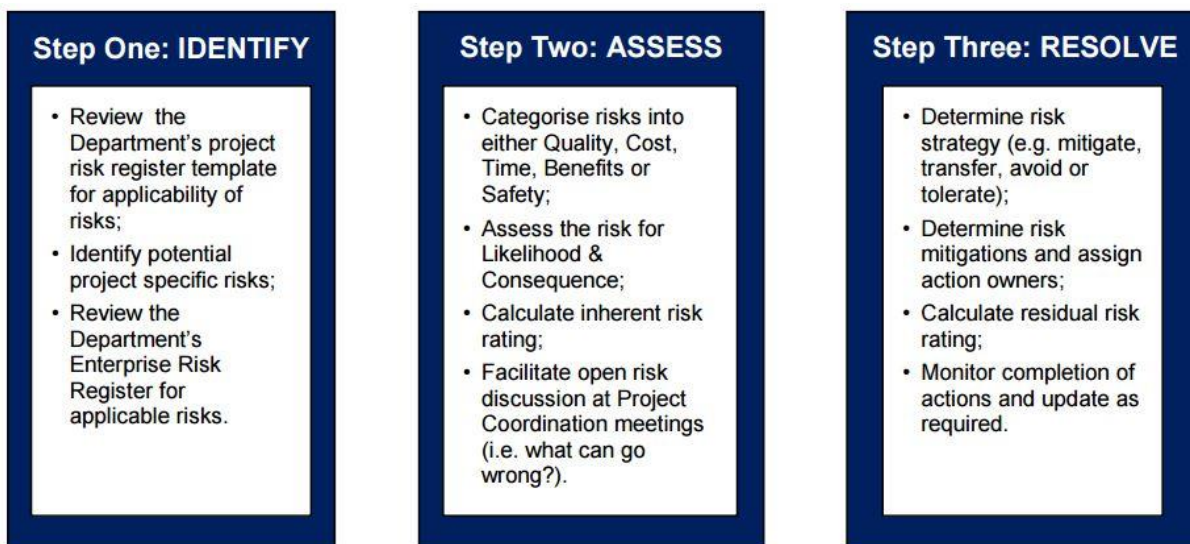 Step One: IDENTIFY
• Review the
Department's project
risk register template
for applicability of
risks;
• Identify potential
project specific risks;
• Review the
Department's
Enterprise Risk
Register for
applicable risks.
Step Two: ASSESS
• Categorise risks into
either Quality, Cost,
Time, Benefits or
Safety;
• Assess the risk for
Likelihood &
Consequence;
• Calculate inherent risk
rating;
• Facilitate open risk
discussion at Project
Coordination meetings
(i.e. what can go
wrong?).
Step Three: RESOLVE
• Determine risk
strategy (e.g. mitigate,
transfer, avoid or
tolerate);
• Determine risk
mitigations and assign
action owners;
• Calculate residual risk
rating;
• Monitor completion of
actions and update as
required.